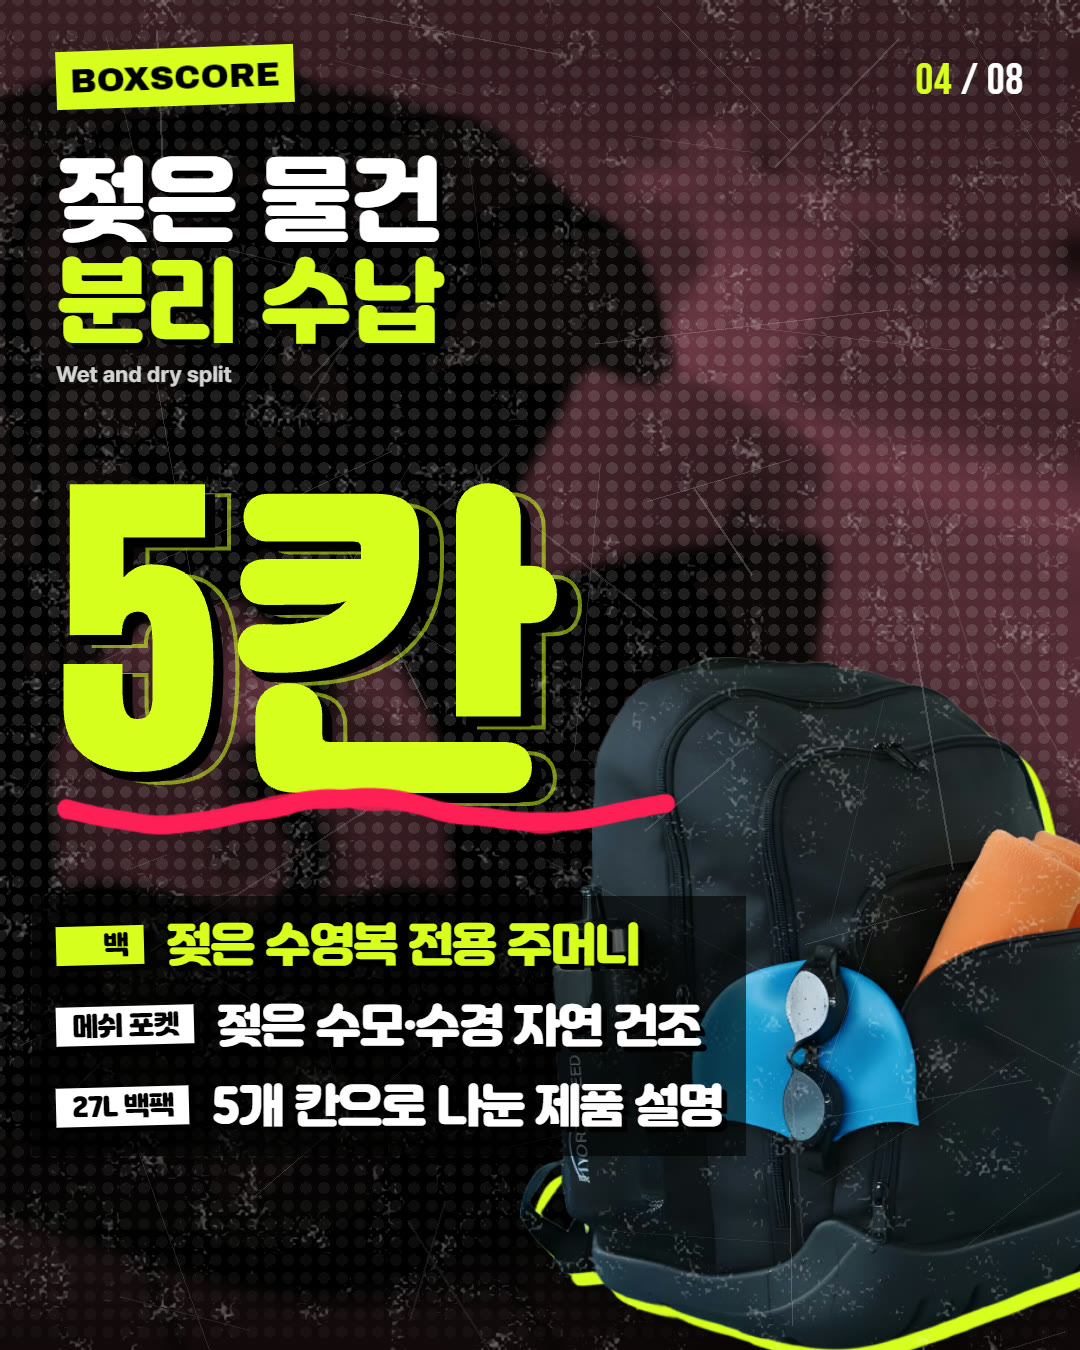 BOXSCORE
04 / 08
젖은 물건
분리 수납
Wet and dry split
5칸
백 젖은 수영복 전용 주머니
메쉬 포켓 젖은 수모·수경 자연 건조
27L 백팩 5개 칸으로 나눈 제품 설명